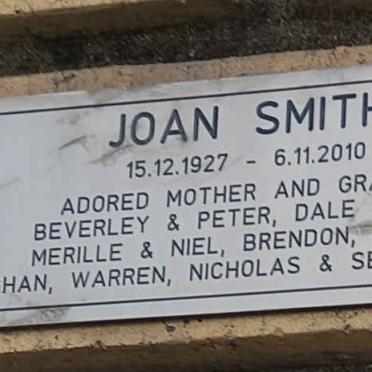 JOAN SMITH
15.12.1927 - 6.11.2010
ADORED MOTHER AND
BEVERLEY & PETER, DALE
MERILLE & NIEL, BRENDON,
WARREN, NICHOLAS &